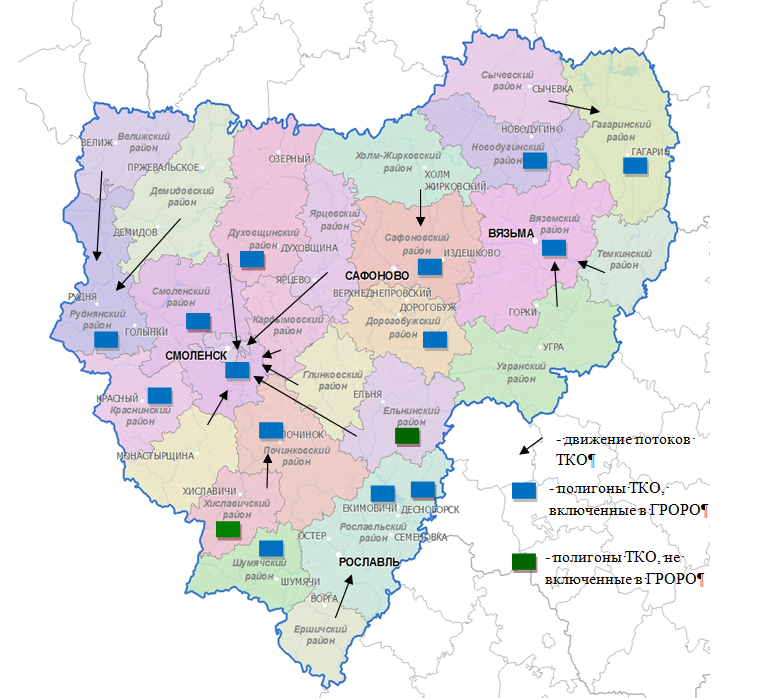 Сычевский
район
СЫЧЕВКА
Гагаринский
район
НОВОДУГИНО
Новодугинский
район
ГАГАРИН
ВЕЛИЖ
Велижский
район
ПРЖЕВАЛЬСКОЕ
Демидовский
район
ОЗЕРНЫЙ
Холм-Жирковский
район
ХОЛМ
ЖИРКОВСКИЙ
Ярцевский
район
ДЕМИДОВ
Духовщинский
район
ДУХОВЩИНА
Сафоновский
район
ИЗДЕШКОВО
ВЯЗЬМА
Вяземский
район
Темкинский
район
САФОНОВО
ЯРЦЕВО
ВЕРХНЕДНЕПРОВСКИЙ
РУДНЯ
Руднянский
район
ГОЛЫНКИ
Смоленский
район
Кардымовский
район
ДОРОГОБУЖ
Дорогобужский
район
ГОРКИ
УГРА
Угранский
район
СМОЛЕНСК
Глинковский
район
ЕЛЬНЯ
Ельнинский
район
КРАСНЫЙ
Краснинский
район
МОНАСТЫРЩИНА
ПОЧИНОК
Починковский
район
ХИСЛАВИЧИ
Хиславичский
район
ЕКИМОВИЧИ
ДЕСНОГОРСК
Рославльский
район
СЕМЕНОВКА
ОСТЕР
РОСЛАВЛЬ
Шумячский
район
ШУМЯЧИ
ВОРГА
Ершичский
район
- движение потоков
ТКО¶
- полигоны ТКО,
включенные в ГРОРО¶
- полигоны ТКО, не
включенные в ГРОРО¶